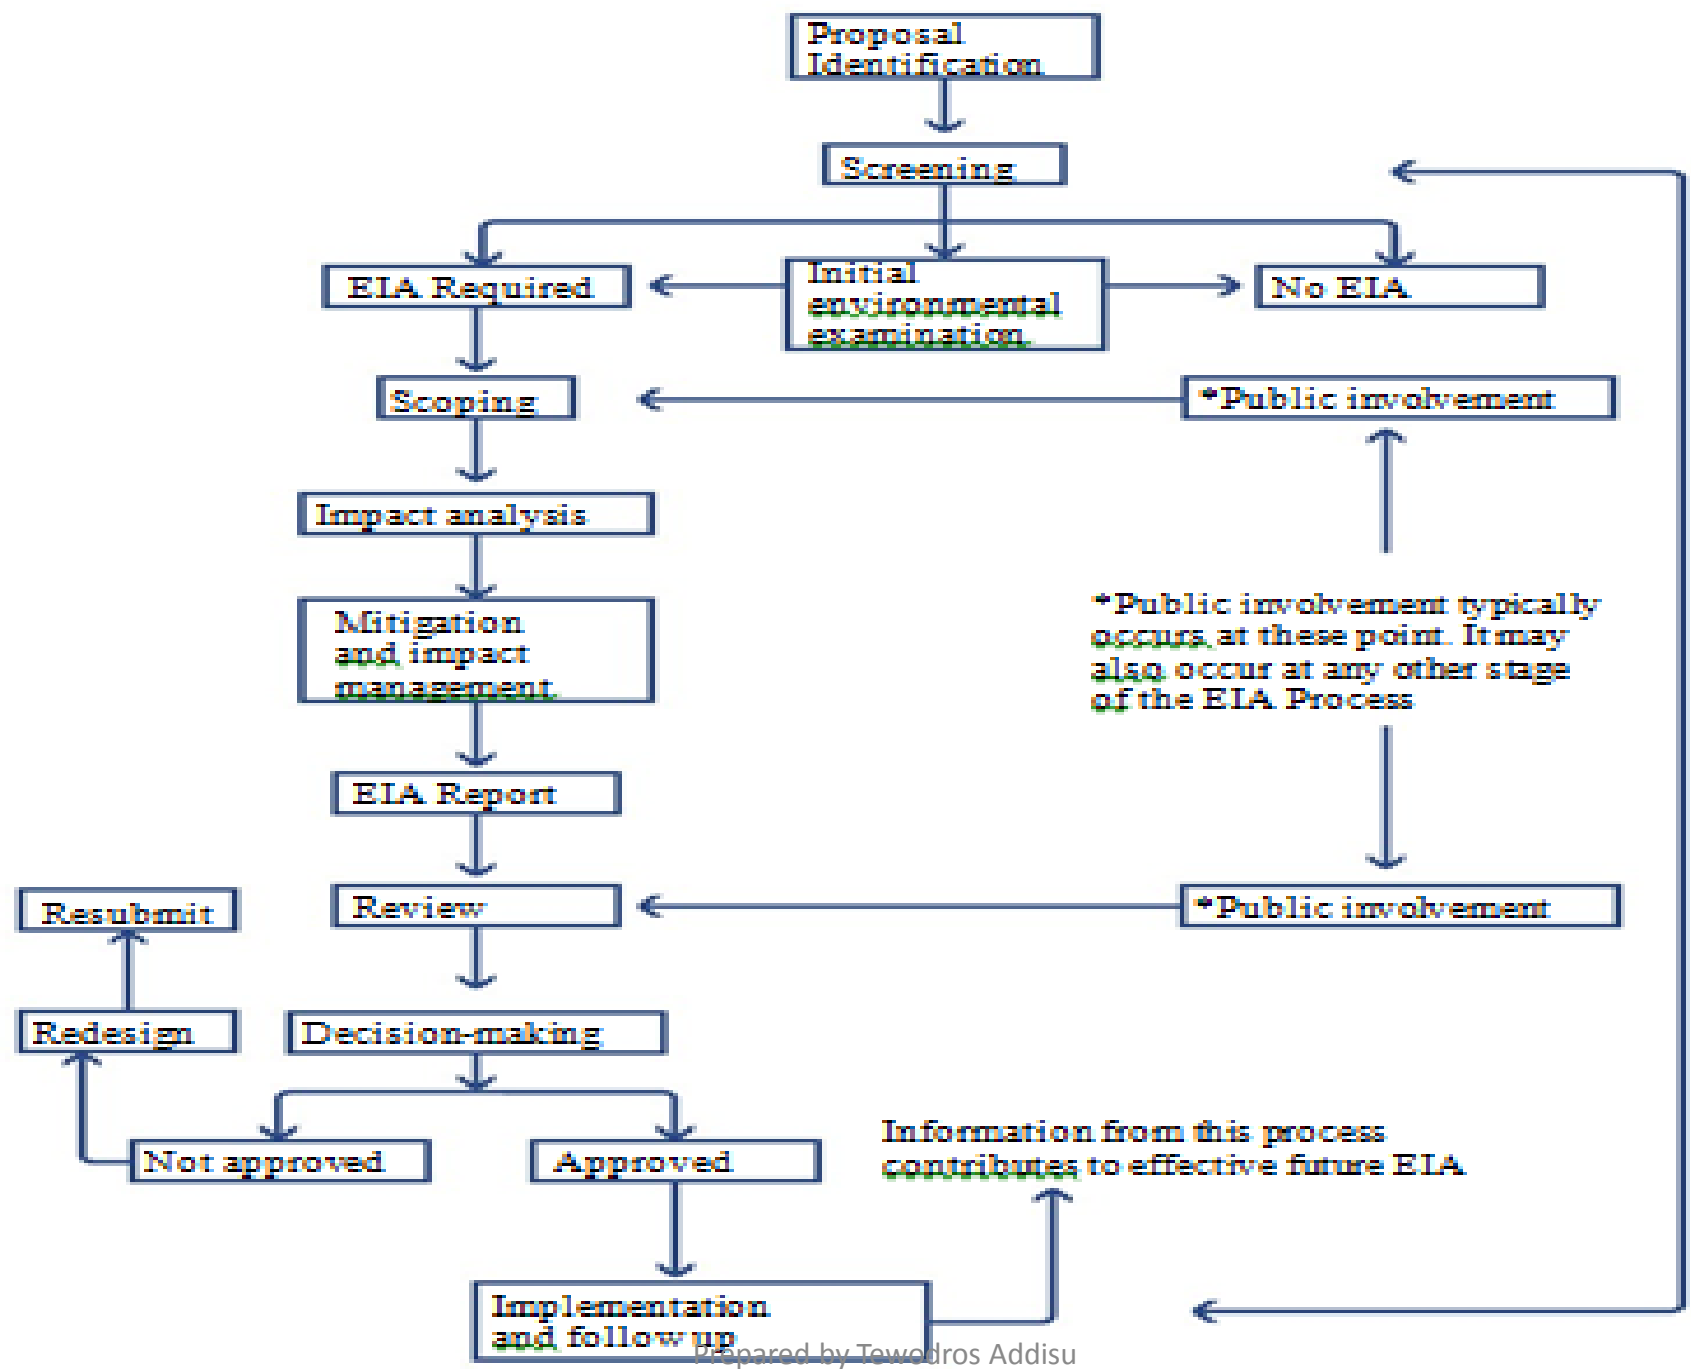 Proposal
Identification
Screening
EIA Required
Initial
environmental
examination
No EIA
Scoping
*Public involvement
Impact analysis
Mitigation
and impact
management
*Public involvement typically
occurs at these point. It may
also occur at any other stage
of the EIA Process
EIA Report
Review
*Public involvement
Resubmit
Redesign
Decision-making
Not approved
Approved
Information from this process
contributes to effective future EIA
Implementation
and follow up
Prepared by Tewodros Addisu